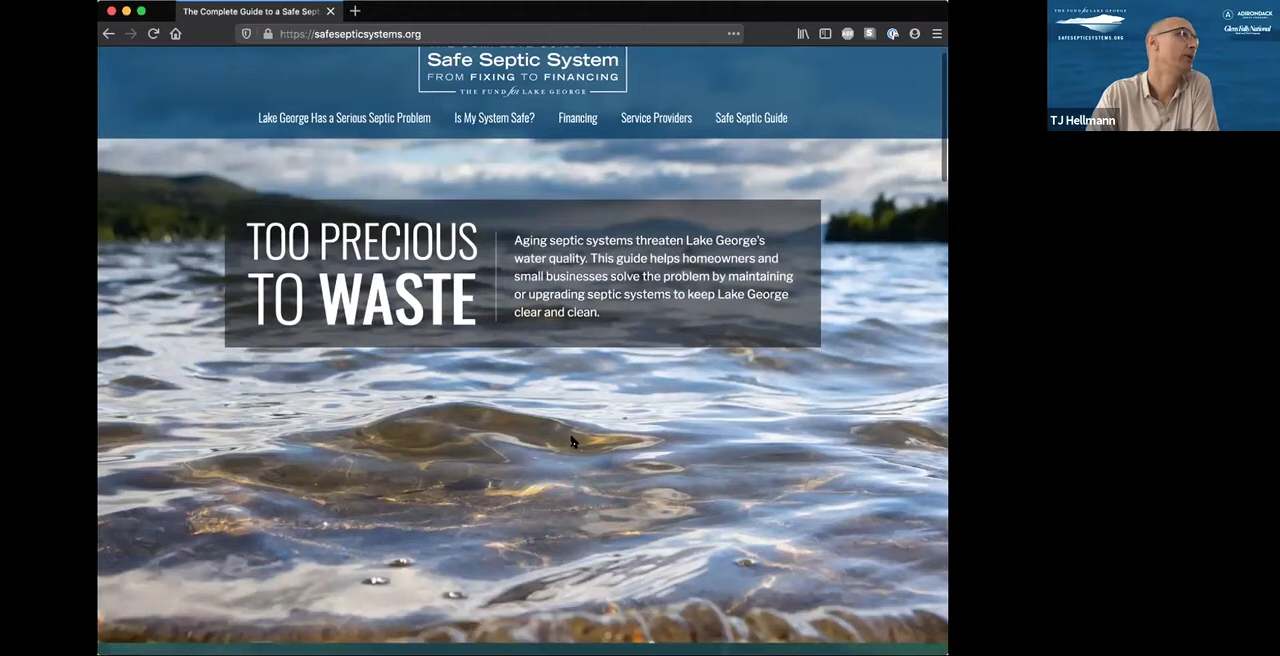 The Complete Guide to a Safe Sept
https://safesepticsystems.org
Safe Septic System
FROM FIXING TO FINANCING
THE FUND for LAKE GEORGE
Lake George Has a Serious Septic Problem
Is My System Safe?
Financing
Service Providers
Safe Septic Guide
TOO PRECIOUS
TO WASTE
Aging septic systems threaten Lake George's
water quality. This guide helps homeowners and
small businesses solve the problem by maintaining
or upgrading septic systems to keep Lake George
clear and clean.
THE FUND for LAKE GEORGE
SAFESEPTICSYSTEMS.ORG
ADIRONDACK
Glens Falls National
TJ Hellmann